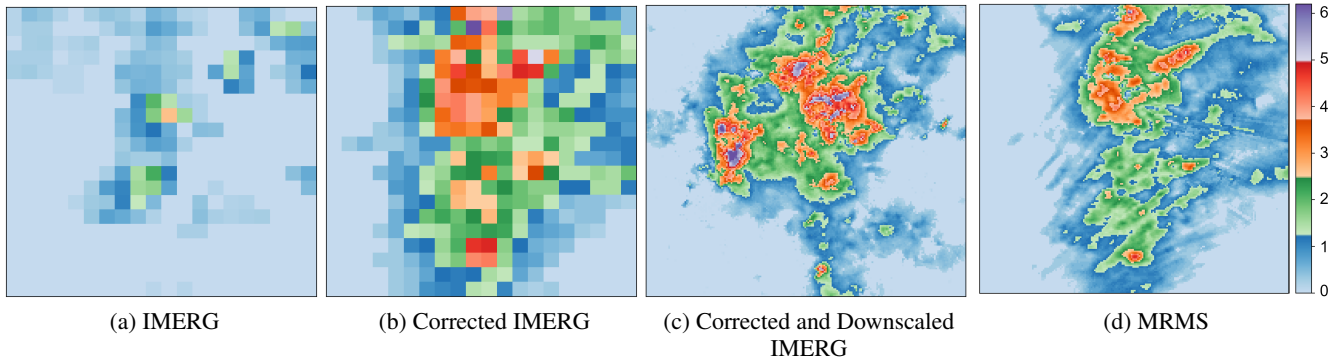 6
5
4
3
2
1
0
(a) IMERG
(b) Corrected IMERG
(c) Corrected and Downscaled
IMERG
(d) MRMS